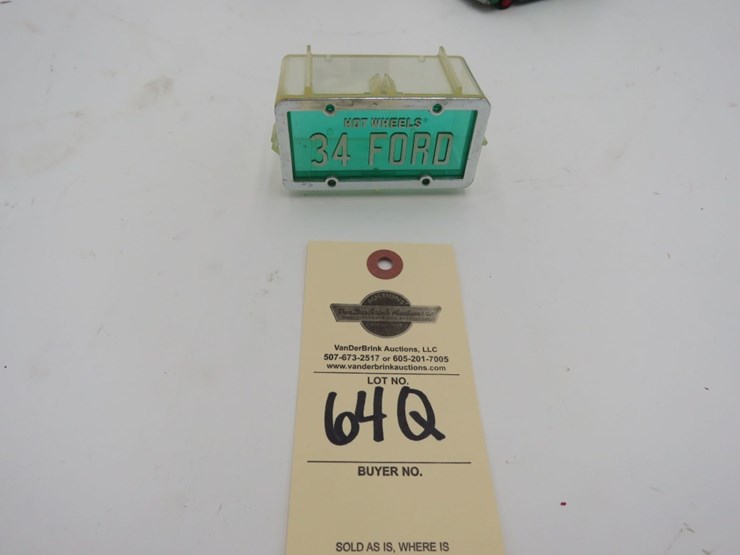 HOT WHEELS®
34 FORD
VanDerBrink Auctions, LLC
507-673-2517 or 605-201-7005
www.vanderbrinkauctions.com
LOT NO.
64Q
BUYER NO.
SOLD AS IS, WHERE IS